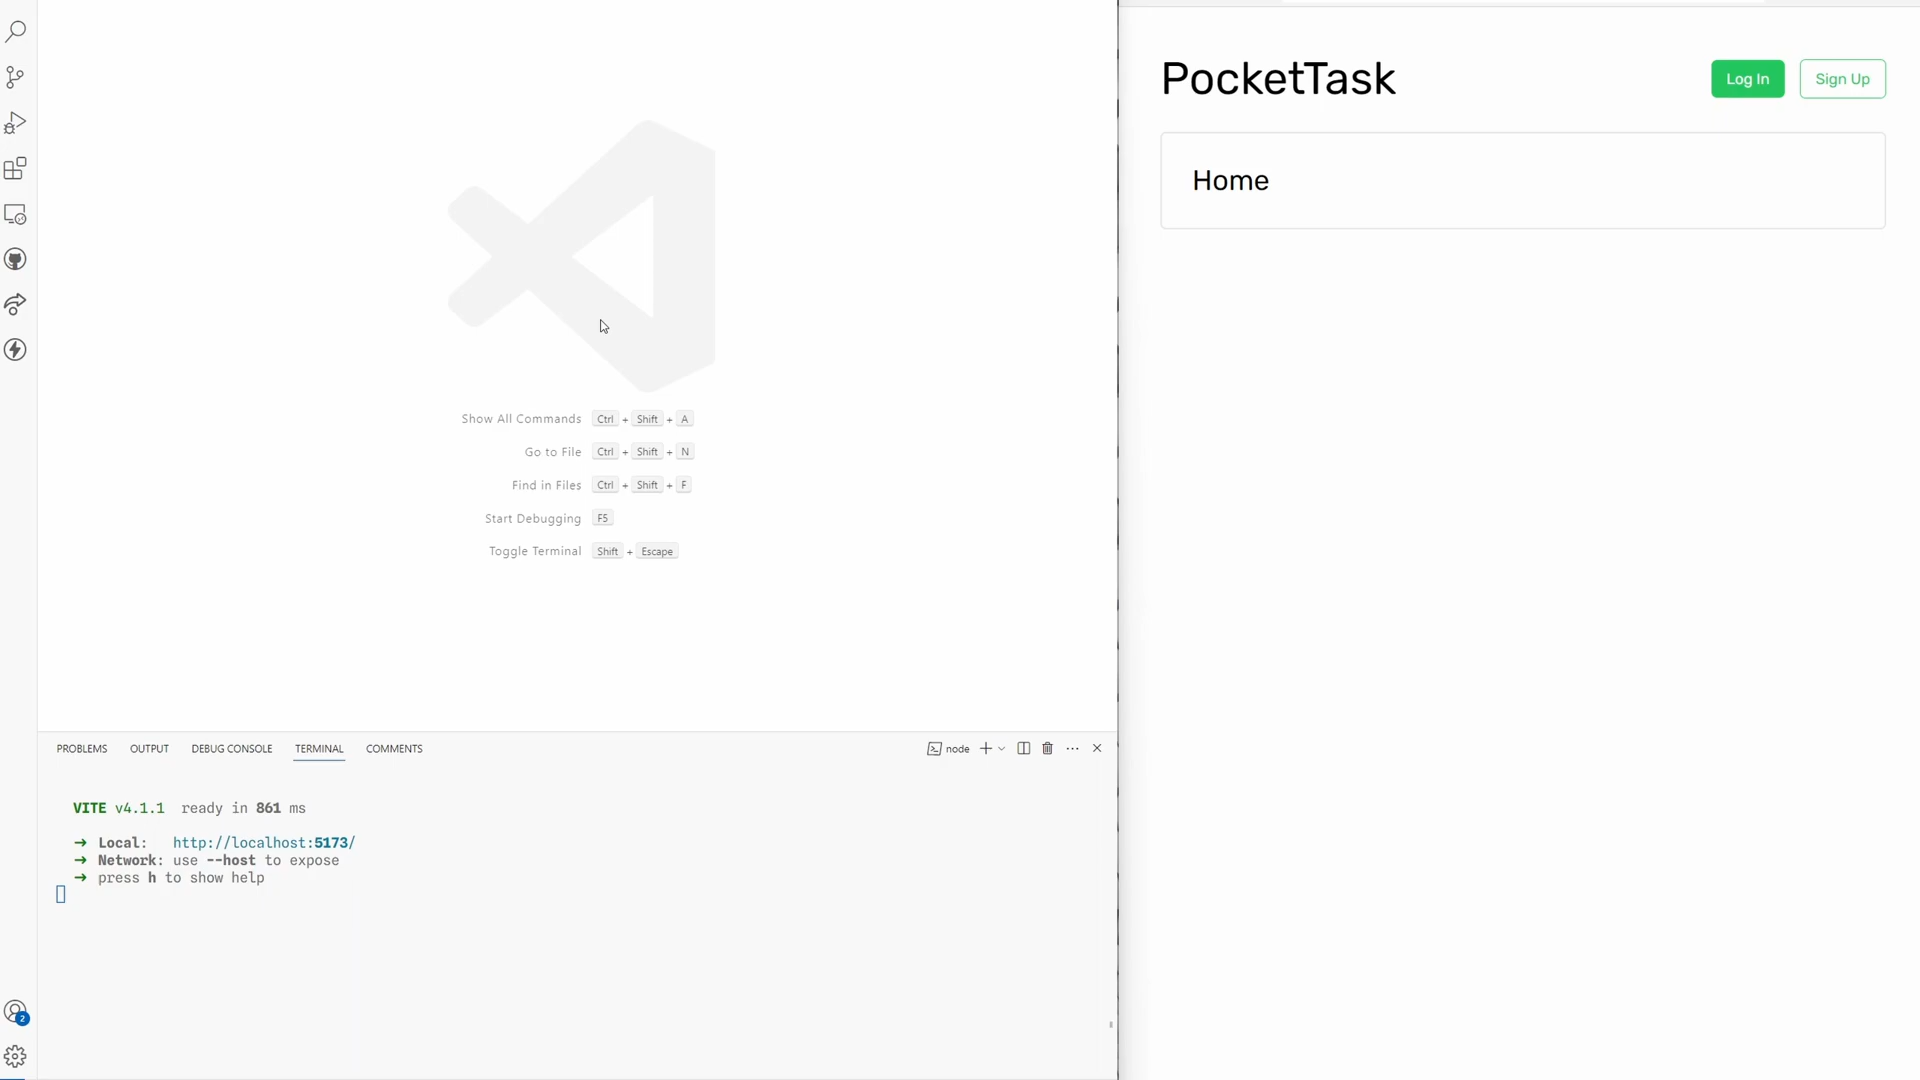 Show All Commands Ctrl + Shift + A
Go to File Ctrl + Shift + N
Find in Files Ctrl + Shift + F
Start Debugging F5
Toggle Terminal Shift + Escape
PROBLEMS OUTPUT DEBUG CONSOLE TERMINAL COMMENTS
node
VITE v4.1.1 ready in 861 ms
➜ Local: http://localhost:5173/
➜ Network: use --host to expose
➜ press h to show help
2
PocketTask
Log In
Sign Up
Home